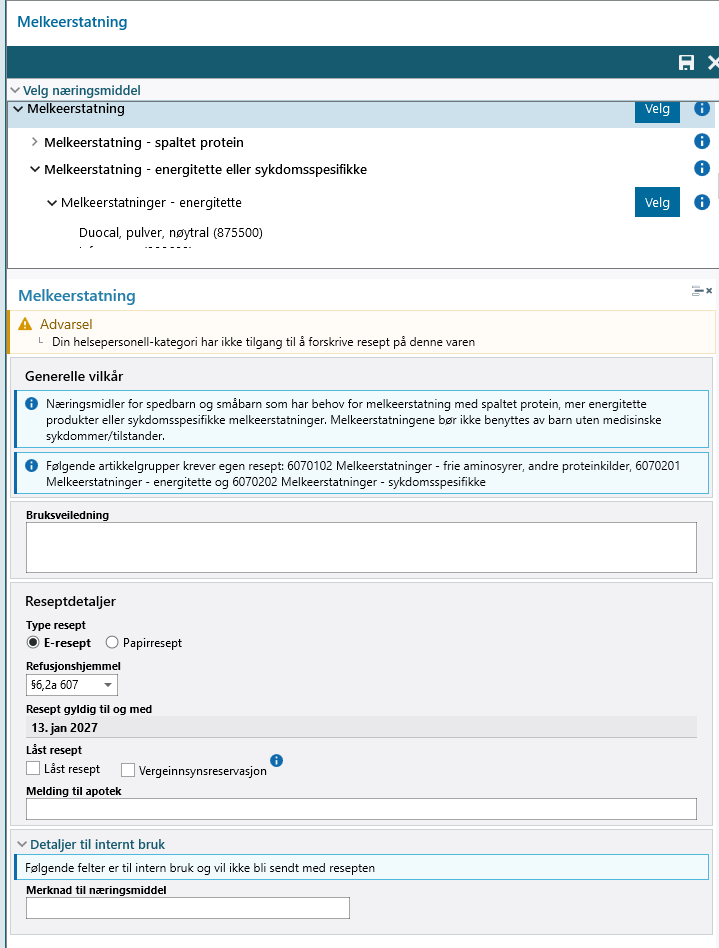 Melkeerstatning
Velg næringsmiddel
Melkeerstatning Velg
Melkeerstatning - spaltet protein
Melkeerstatning - energitette eller sykdomsspesifikke
Melkeerstatninger - energitette Velg
Duocal, pulver, nøytral (875500)
Melkeerstatning
Advarsel
Din helsepersonell-kategori har ikke tilgang til å forskrive resept på denne varen
Generelle vilkår
Næringsmidler for spedbarn og småbarn som har behov for melkeerstatning med spaltet protein, mer energitette
produkter eller sykdomsspesifikke melkeerstatninger. Melkeerstatningene bør ikke benyttes av barn uten medisinske
sykdommer/tilstander.
Følgende artikkelgrupper krever egen resept: 6070102 Melkeerstatninger - frie aminosyrer, andre proteinkilder, 6070201
Melkeerstatninger - energitette og 6070202 Melkeerstatninger - sykdomsspesifikke
Bruksveiledning
Reseptdetaljer
Type resept
E-resept Papirresept
Refusjonshjemmel
§6,2a 607
Resept gyldig til og med
13. jan 2027
Låst resept
Låst resept Vergeinnsynsreservasjon
Melding til apotek
Detaljer til internt bruk
Følgende felter er til intern bruk og vil ikke bli sendt med resepten
Merknad til næringsmiddel